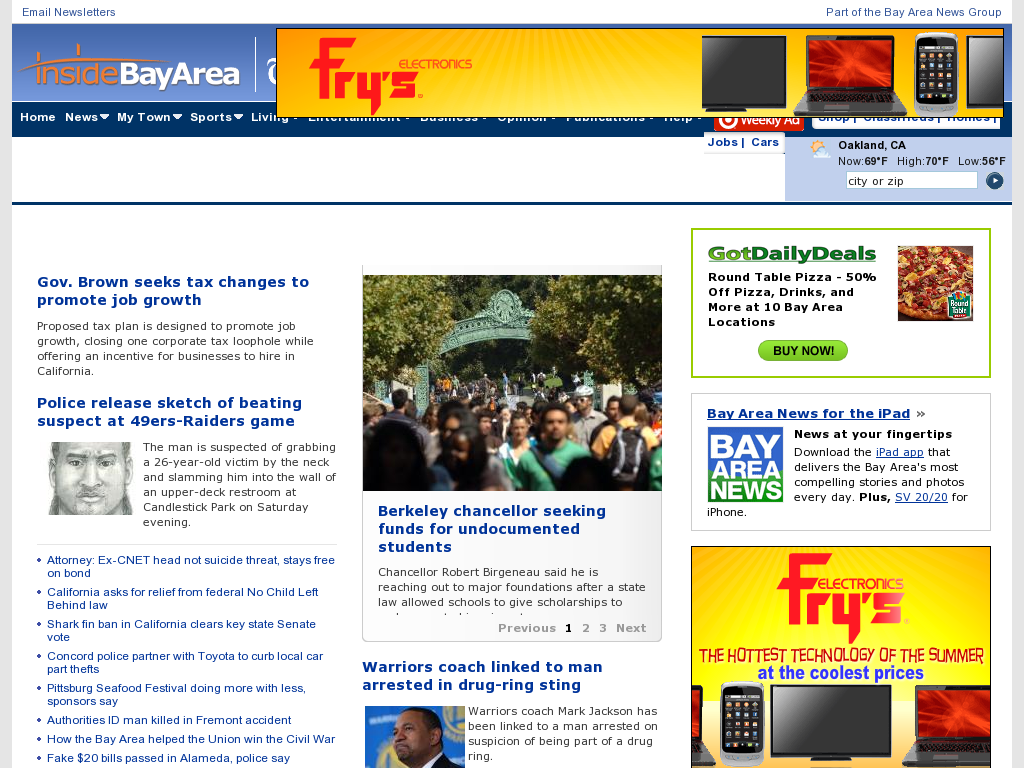 Email Newsletters
Part of the Bay Area News Group
insideBayArea
Fry's ELECTRONICS
Home News My Town Sports Living Entertainment Business Opinion Publications Help
Weekly Ad
Shop | Classifieds | Homes |
Jobs | Cars
Oakland, CA
Now:69°F High:70°F Low:56°F
city or zip
Gov. Brown seeks tax changes to
promote job growth
Proposed tax plan is designed to promote job
growth, closing one corporate tax loophole while
offering an incentive for businesses to hire in
California.
Police release sketch of beating
suspect at 49ers-Raiders game
The man is suspected of grabbing
a 26-year-old victim by the neck
and slamming him into the wall of
an upper-deck restroom at
Candlestick Park on Saturday
evening.
Attorney: Ex-CNET head not suicide threat, stays free
on bond
California asks for relief from federal No Child Left
Behind law
Shark fin ban in California clears key state Senate
vote
Concord police partner with Toyota to curb local car
part thefts
Pittsburg Seafood Festival doing more with less,
sponsors say
Authorities ID man killed in Fremont accident
How the Bay Area helped the Union win the Civil War
Fake $20 bills passed in Alameda, police say
Berkeley chancellor seeking
funds for undocumented
students
Chancellor Robert Birgeneau said he is
reaching out to major foundations after a state
law allowed schools to give scholarships to
Previous 1 2 3 Next
Warriors coach linked to man
arrested in drug-ring sting
Warriors coach Mark Jackson has
been linked to a man arrested on
suspicion of being part of a drug
ring.
GotDailyDeals
Round Table Pizza - 50%
Off Pizza, Drinks, and
More at 10 Bay Area
Locations
Round Table
BUY NOW!
Bay Area News for the iPad »
BAY
AREA
NEWS
News at your fingertips
Download the iPad app that
delivers the Bay Area's most
compelling stories and photos
every day. Plus, SV 20/20 for
iPhone.
Fry's ELECTRONICS
THE HOTTEST TECHNOLOGY OF THE SUMMER
at the coolest prices